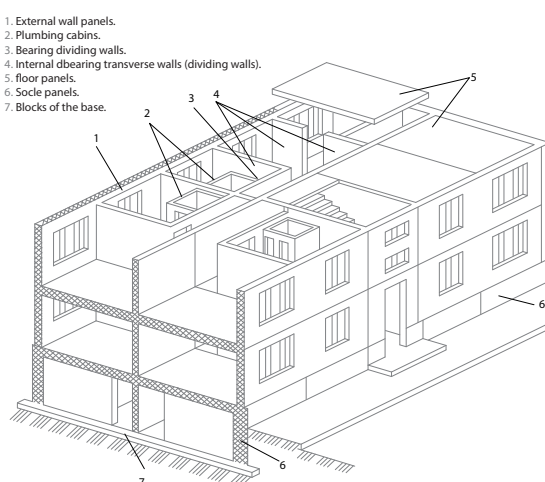 1. External wall panels.
2. Plumbing cabins.
3. Bearing dividing walls.
4. Internal dbearing transverse walls (dividing walls).
5. floor panels.
6. Socle panels.
7. Blocks of the base.
5
4
3
2
1
6
6
7